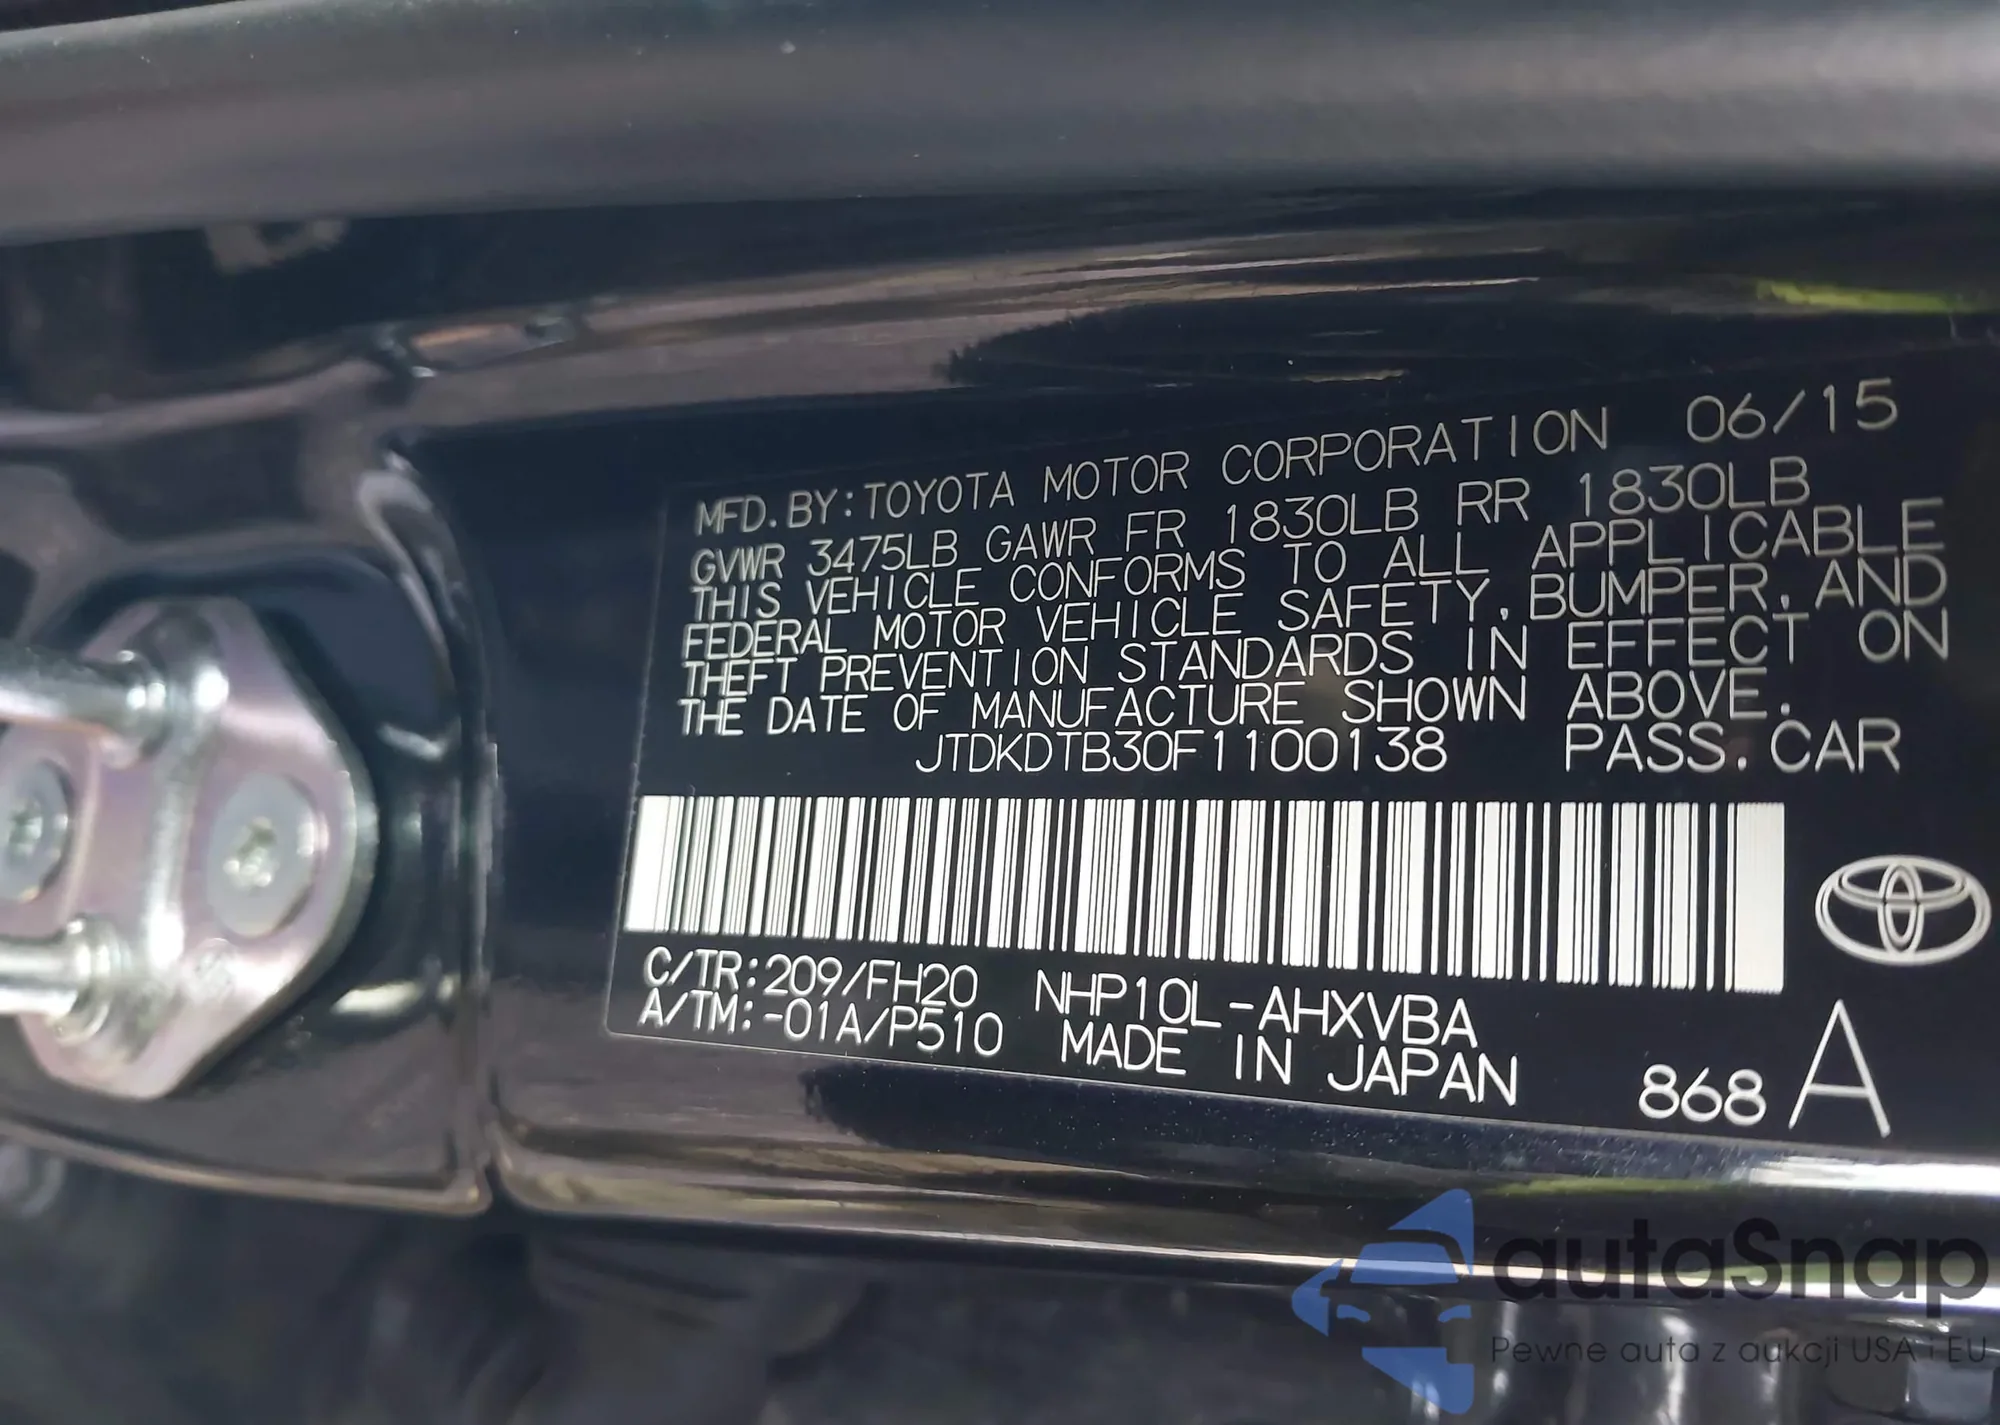 MFD. BY: TOYOTA MOTOR CORPORATION 06/15
GVWR 3475LB GAWR FR 1830LB RR 1830LB
THIS VEHICLE CONFORMS TO ALL APPLICABLE
FEDERAL MOTOR VEHICLE SAFETY, BUMPER, AND
THEFT PREVENTION STANDARDS IN EFFECT ON
THE DATE OF MANUFACTURE SHOWN ABOVE.
JTDKDTB30F1100138 PASS. CAR
C/TR: 209/FH20 NHP10L-AHXVBA
A/TM: -01A/P510 MADE IN JAPAN
868 A
autaSnap
Pewne auta z aukcji USA i EU